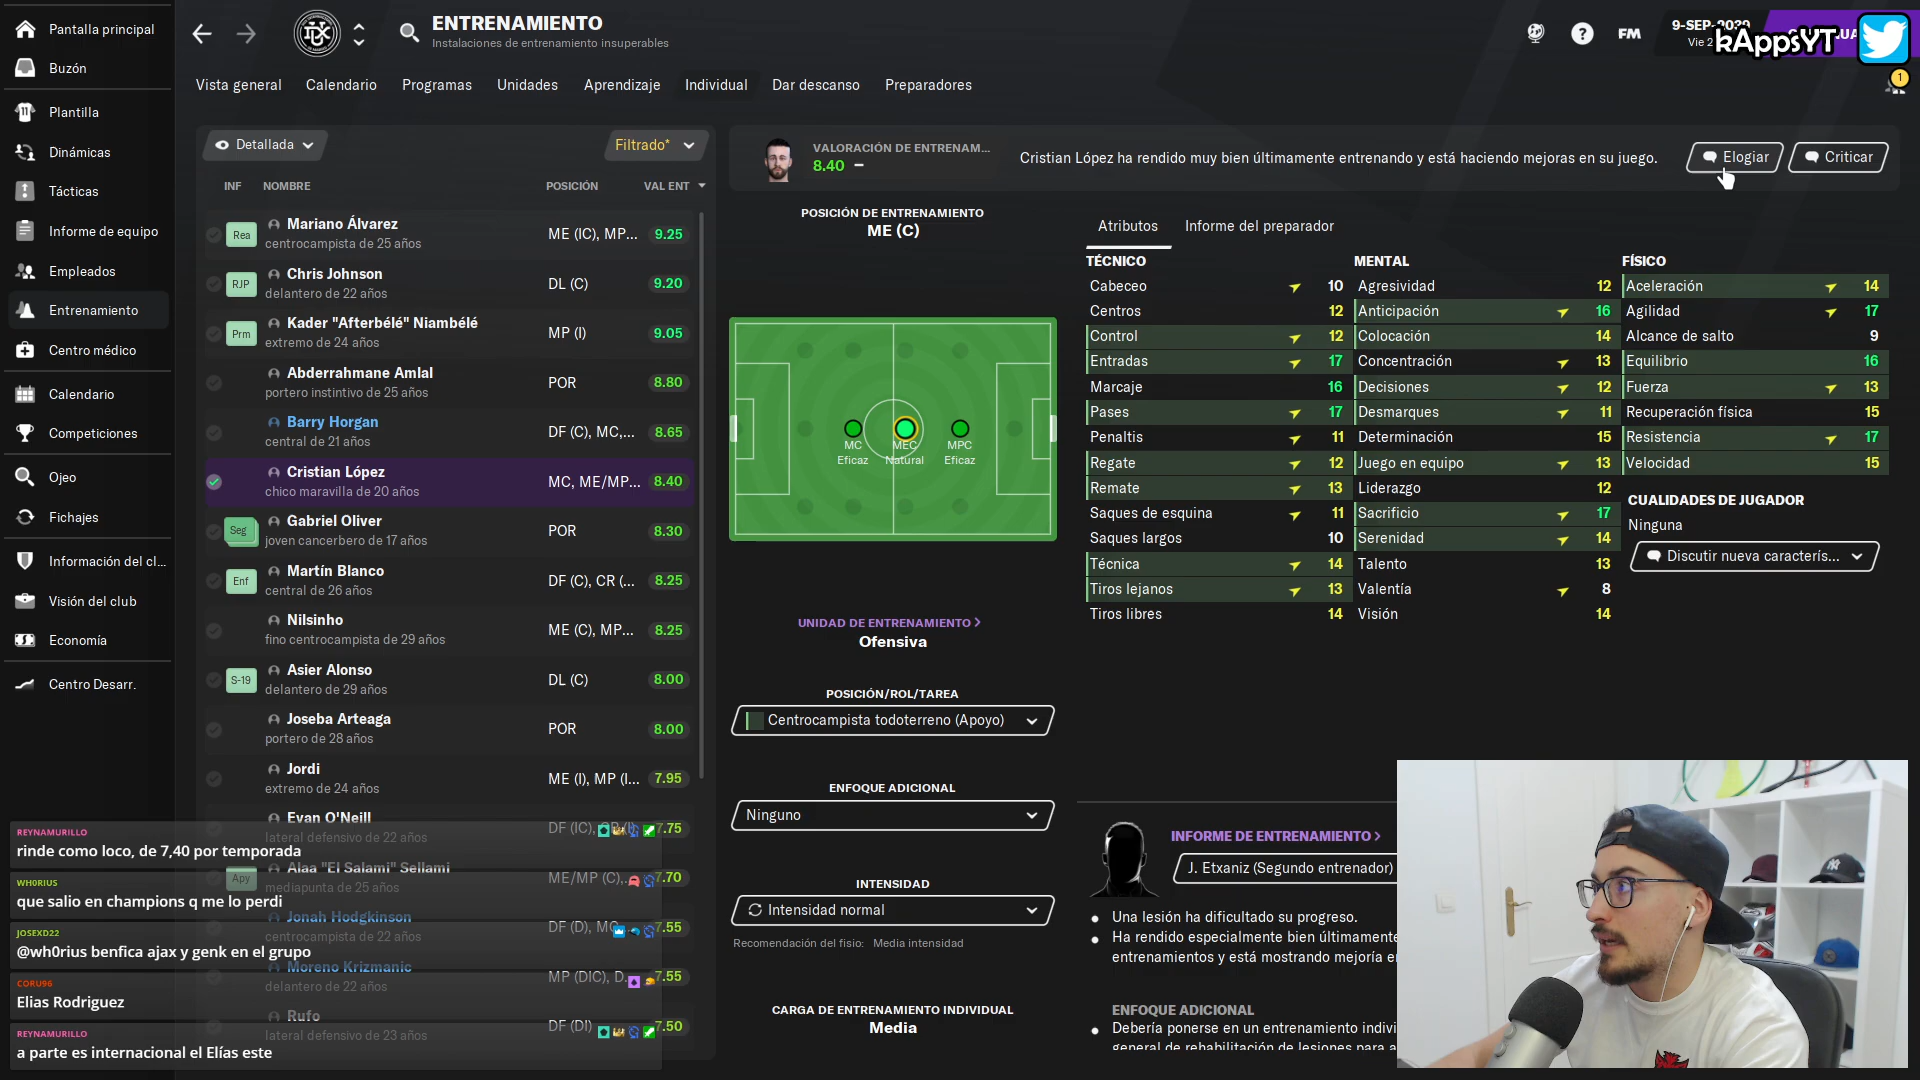 Pantalla principal
Buzón
Plantilla
Dinámicas
Tácticas
Informe de equipo
Empleados
Entrenamiento
Centro médico
Calendario
Competiciones
Ojeo
Fichajes
Información del cl...
Visión del club
Economía
Centro Desarr.
ENTRENAMIENTO
Instalaciones de entrenamiento insuperables
FM
Vie 2
kAppsYT
1
Vista general Calendario Programas Unidades Aprendizaje Individual Dar descanso Preparadores
Detallada
Filtrado*
INF NOMBRE POSICIÓN VAL ENT
Rea Mariano Álvarez ME (IC), MP... 9.25
centrocampista de 25 años
RJP Chris Johnson DL (C) 9.20
delantero de 22 años
Prm Kader "Afterbélé" Niambélé MP (I) 9.05
extremo de 24 años
Abderrahmane Amlal POR 8.80
portero instintivo de 25 años
Barry Horgan DF (C), MC,... 8.65
central de 21 años
Cristian López MC, ME/MP... 8.40
chico maravilla de 20 años
Seg Gabriel Oliver POR 8.30
joven cancerbero de 17 años
Enf Martín Blanco DF (C), CR (... 8.25
central de 26 años
Nilsinho ME (C), MP... 8.25
fino centrocampista de 29 años
S-19 Asier Alonso DL (C) 8.00
delantero de 29 años
Joseba Arteaga POR 8.00
portero de 28 años
Jordi ME (I), MP (I... 7.95
extremo de 24 años
Evan O'Neill DF (IC), 7.75
lateral defensivo de 22 años
Apy Alaa "El Salami" Sellami ME/MP (C),. 7.70
mediapunta de 25 años
Jonah Hodgkinson DF (D), MC 7.55
centrocampista de 22 años
Moreno Krizmanic MP (DIC), D. 7.55
delantero de 22 años
Rufo DF (DI) 7.50
lateral defensivo de 23 años
REYNAMURILLO
rinde como loco, de 7,40 por temporada
WH0RIUS
que salio en champions q me lo perdi
JOSEXD22
@wh0rius benfica ajax y genk en el grupo
CORU96
Elias Rodriguez
REYNAMURILLO
a parte es internacional el Elías este
VALORACIÓN DE ENTRENAM...
8.40
Cristian López ha rendido muy bien últimamente entrenando y está haciendo mejoras en su juego.
Elogiar
Criticar
POSICIÓN DE ENTRENAMIENTO
ME (C)
MC
Eficaz
MEC
Natural
MPC
Eficaz
UNIDAD DE ENTRENAMIENTO
Ofensiva
POSICIÓN/ROL/TAREA
Centrocampista todoterreno (Apoyo)
ENFOQUE ADICIONAL
Ninguno
INTENSIDAD
Intensidad normal
Recomendación del fisio: Media intensidad
CARGA DE ENTRENAMIENTO INDIVIDUAL
Media
Atributos Informe del preparador
TÉCNICO
Cabeceo 10
Centros 12
Control 12
Entradas 17
Marcaje 16
Pases 17
Penaltis 11
Regate 12
Remate 13
Saques de esquina 11
Saques largos 10
Técnica 14
Tiros lejanos 13
Tiros libres 14
MENTAL
Agresividad 12
Anticipación 16
Colocación 14
Concentración 13
Decisiones 12
Desmarques 11
Determinación 15
Juego en equipo 13
Liderazgo 12
Sacrificio 17
Serenidad 14
Talento 13
Valentía 8
Visión 14
FÍSICO
Aceleración 14
Agilidad 17
Alcance de salto 9
Equilibrio 16
Fuerza 13
Recuperación física 15
Resistencia 17
Velocidad 15
CUALIDADES DE JUGADOR
Ninguna
Discutir nueva caracterís...
INFORME DE ENTRENAMIENTO
J. Etxaniz (Segundo entrenador)
Una lesión ha dificultado su progreso.
Ha rendido especialmente bien últimamente
entrenamientos y está mostrando mejoría e
ENFOQUE ADICIONAL
Debería ponerse en un entrenamiento indivi
general de rehabilitación de lesiones para a